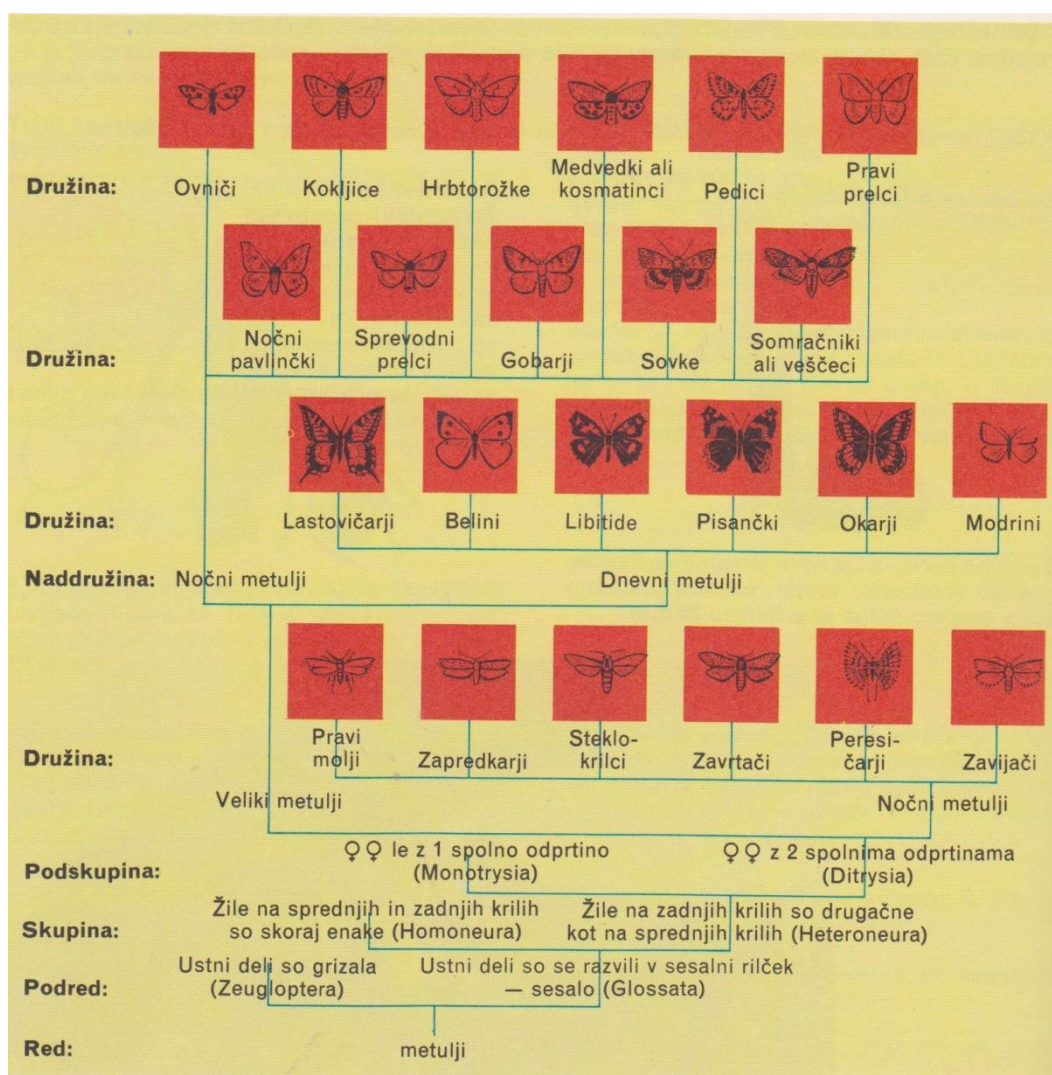 Družina: Ovniči Kokljice Hrbtorožke Medvedki ali kosmatinci Pedici Pravi prelci
Družina: Nočni pavlinčki Sprevodni prelci Gobarji Sovke Somračniki ali veščeci
Družina: Lastovičarji Belini Libitide Pisančki Okarji Modrini
Naddružina: Nočni metulji Dnevni metulji
Družina: Pravi molji Zapredkarji Steklo-krilci Zavrtači Peresi-čarji Zavijači
Veliki metulji Nočni metulji
Podskupina: ♀♀ le z 1 spolno odprtino (Monotrysia) ♀♀ z 2 spolnima odprtinama (Ditrysia)
Skupina: Žile na sprednjih in zadnjih krilih so skoraj enake (Homoneura) Žile na zadnjih krilih so drugačne kot na sprednjih krilih (Heteroneura)
Podred: Ustni deli so grizala (Zeugloptera) Ustni deli so se razvili v sesalni rilček — sesalo (Glossata)
Red: metulji